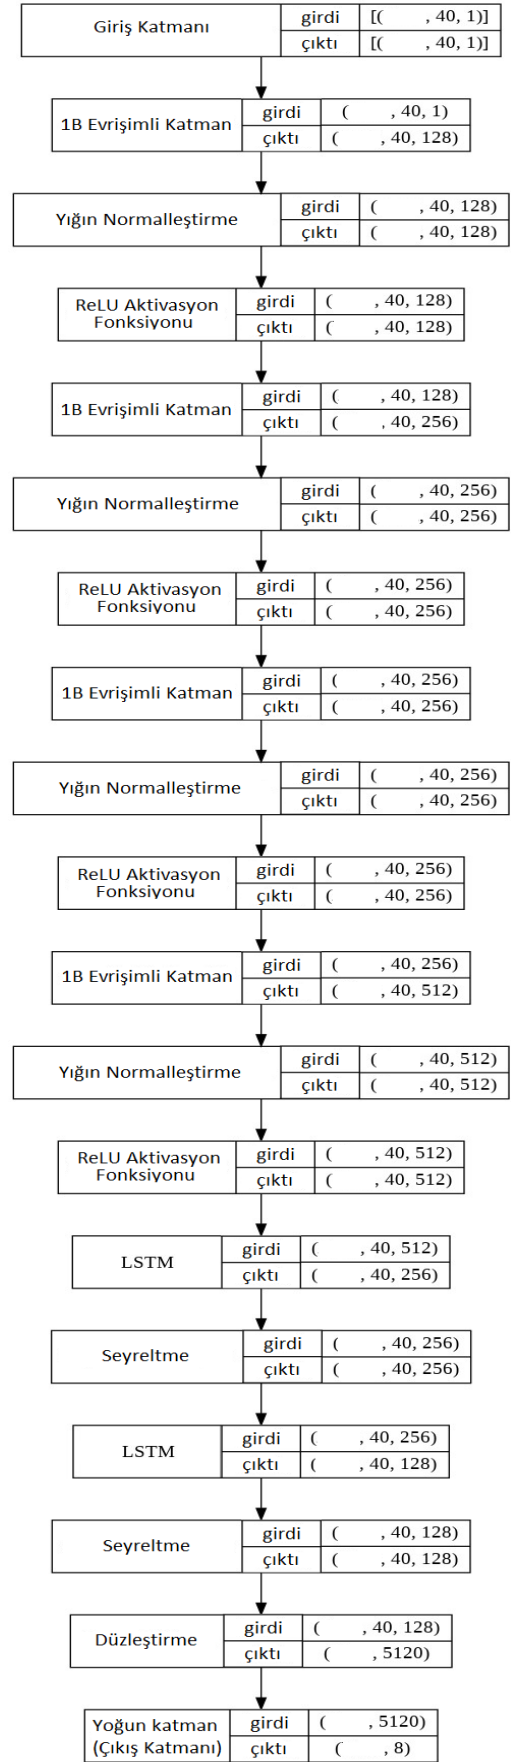 Giriş Katmanı
girdi
[( , 40, 1)]
çıktı
[( , 40, 1)]
1B Evrişimli Katman
girdi
( , 40, 1)
çıktı
( , 40, 128)
Yığın Normalleştirme
girdi
( , 40, 128)
çıktı
( , 40, 128)
ReLU Aktivasyon
Fonksiyonu
girdi
( , 40, 128)
çıktı
( , 40, 128)
1B Evrişimli Katman
girdi
( , 40, 128)
çıktı
( , 40, 256)
Yığın Normalleştirme
girdi
( , 40, 256)
çıktı
( , 40, 256)
ReLU Aktivasyon
Fonksiyonu
girdi
( , 40, 256)
çıktı
( , 40, 256)
1B Evrişimli Katman
girdi
( , 40, 256)
çıktı
( , 40, 256)
Yığın Normalleştirme
girdi
( , 40, 256)
çıktı
( , 40, 256)
ReLU Aktivasyon
Fonksiyonu
girdi
( , 40, 256)
çıktı
( , 40, 256)
1B Evrişimli Katman
girdi
( , 40, 256)
çıktı
( , 40, 512)
Yığın Normalleştirme
girdi
( , 40, 512)
çıktı
( , 40, 512)
ReLU Aktivasyon
Fonksiyonu
girdi
( , 40, 512)
çıktı
( , 40, 512)
LSTM
girdi
( , 40, 512)
çıktı
( , 40, 256)
Seyreltme
girdi
( , 40, 256)
çıktı
( , 40, 256)
LSTM
girdi
( , 40, 256)
çıktı
( , 40, 128)
Seyreltme
girdi
( , 40, 128)
çıktı
( , 40, 128)
Düzleştirme
girdi
( , 40, 128)
çıktı
( , 5120)
Yoğun katman
(Çıkış Katmanı)
girdi
( , 5120)
çıktı
( , 8)